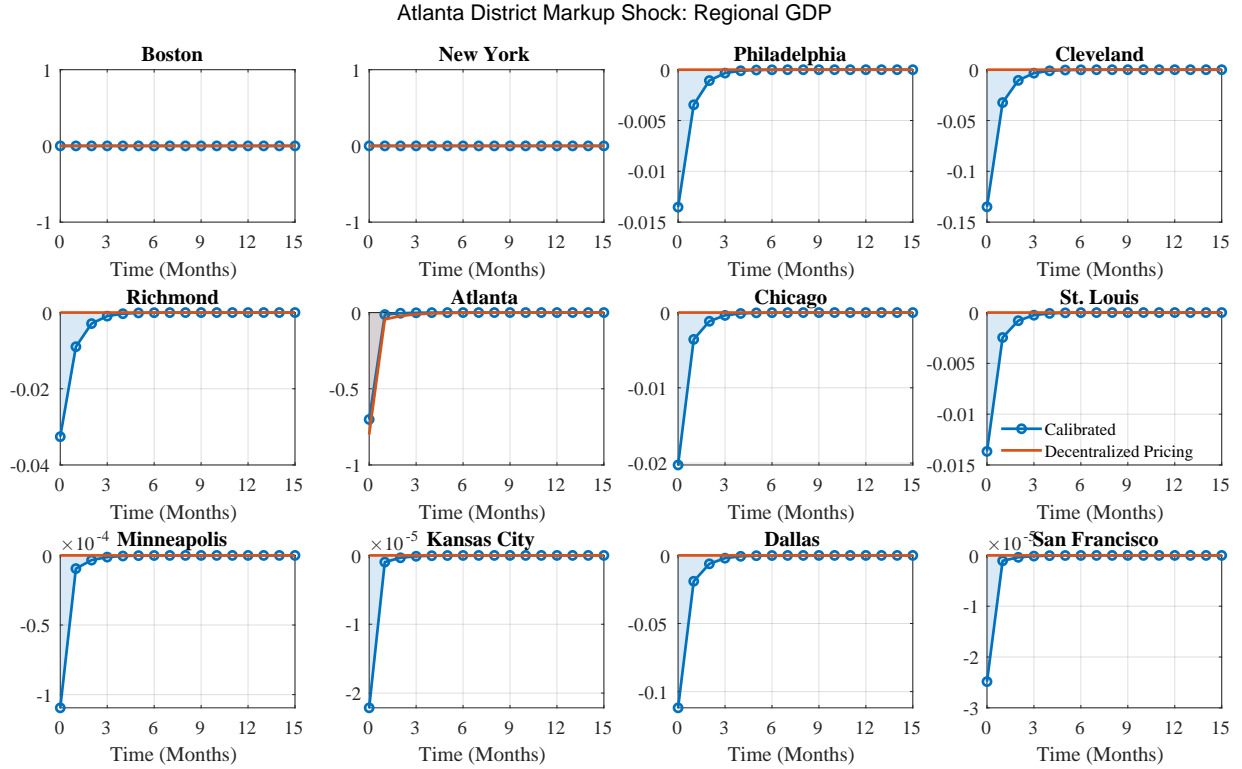 Atlanta District Markup Shock: Regional GDP
Boston
1
0
-1
0 3 6 9 12 15
Time (Months)
New York
1
0
-1
0 3 6 9 12 15
Time (Months)
Philadelphia
0
-0.005
-0.01
-0.015
0 3 6 9 12 15
Time (Months)
Cleveland
0
-0.05
-0.1
-0.15
0 3 6 9 12 15
Time (Months)
Richmond
0
-0.02
-0.04
0 3 6 9 12 15
Time (Months)
Atlanta
0
-0.5
-1
0 3 6 9 12 15
Time (Months)
Chicago
0
-0.01
-0.02
0 3 6 9 12 15
Time (Months)
St. Louis
0
-0.005
-0.01
-0.015
Calibrated
Decentralized Pricing
0 3 6 9 12 15
Time (Months)
×10⁻⁴ Minneapolis
0
-0.5
-1
0 3 6 9 12 15
Time (Months)
×10⁻⁵ Kansas City
0
-1
-2
0 3 6 9 12 15
Time (Months)
Dallas
0
-0.05
-0.1
0 3 6 9 12 15
Time (Months)
×10⁻⁵ San Francisco
0
-1
-2
-3
0 3 6 9 12 15
Time (Months)